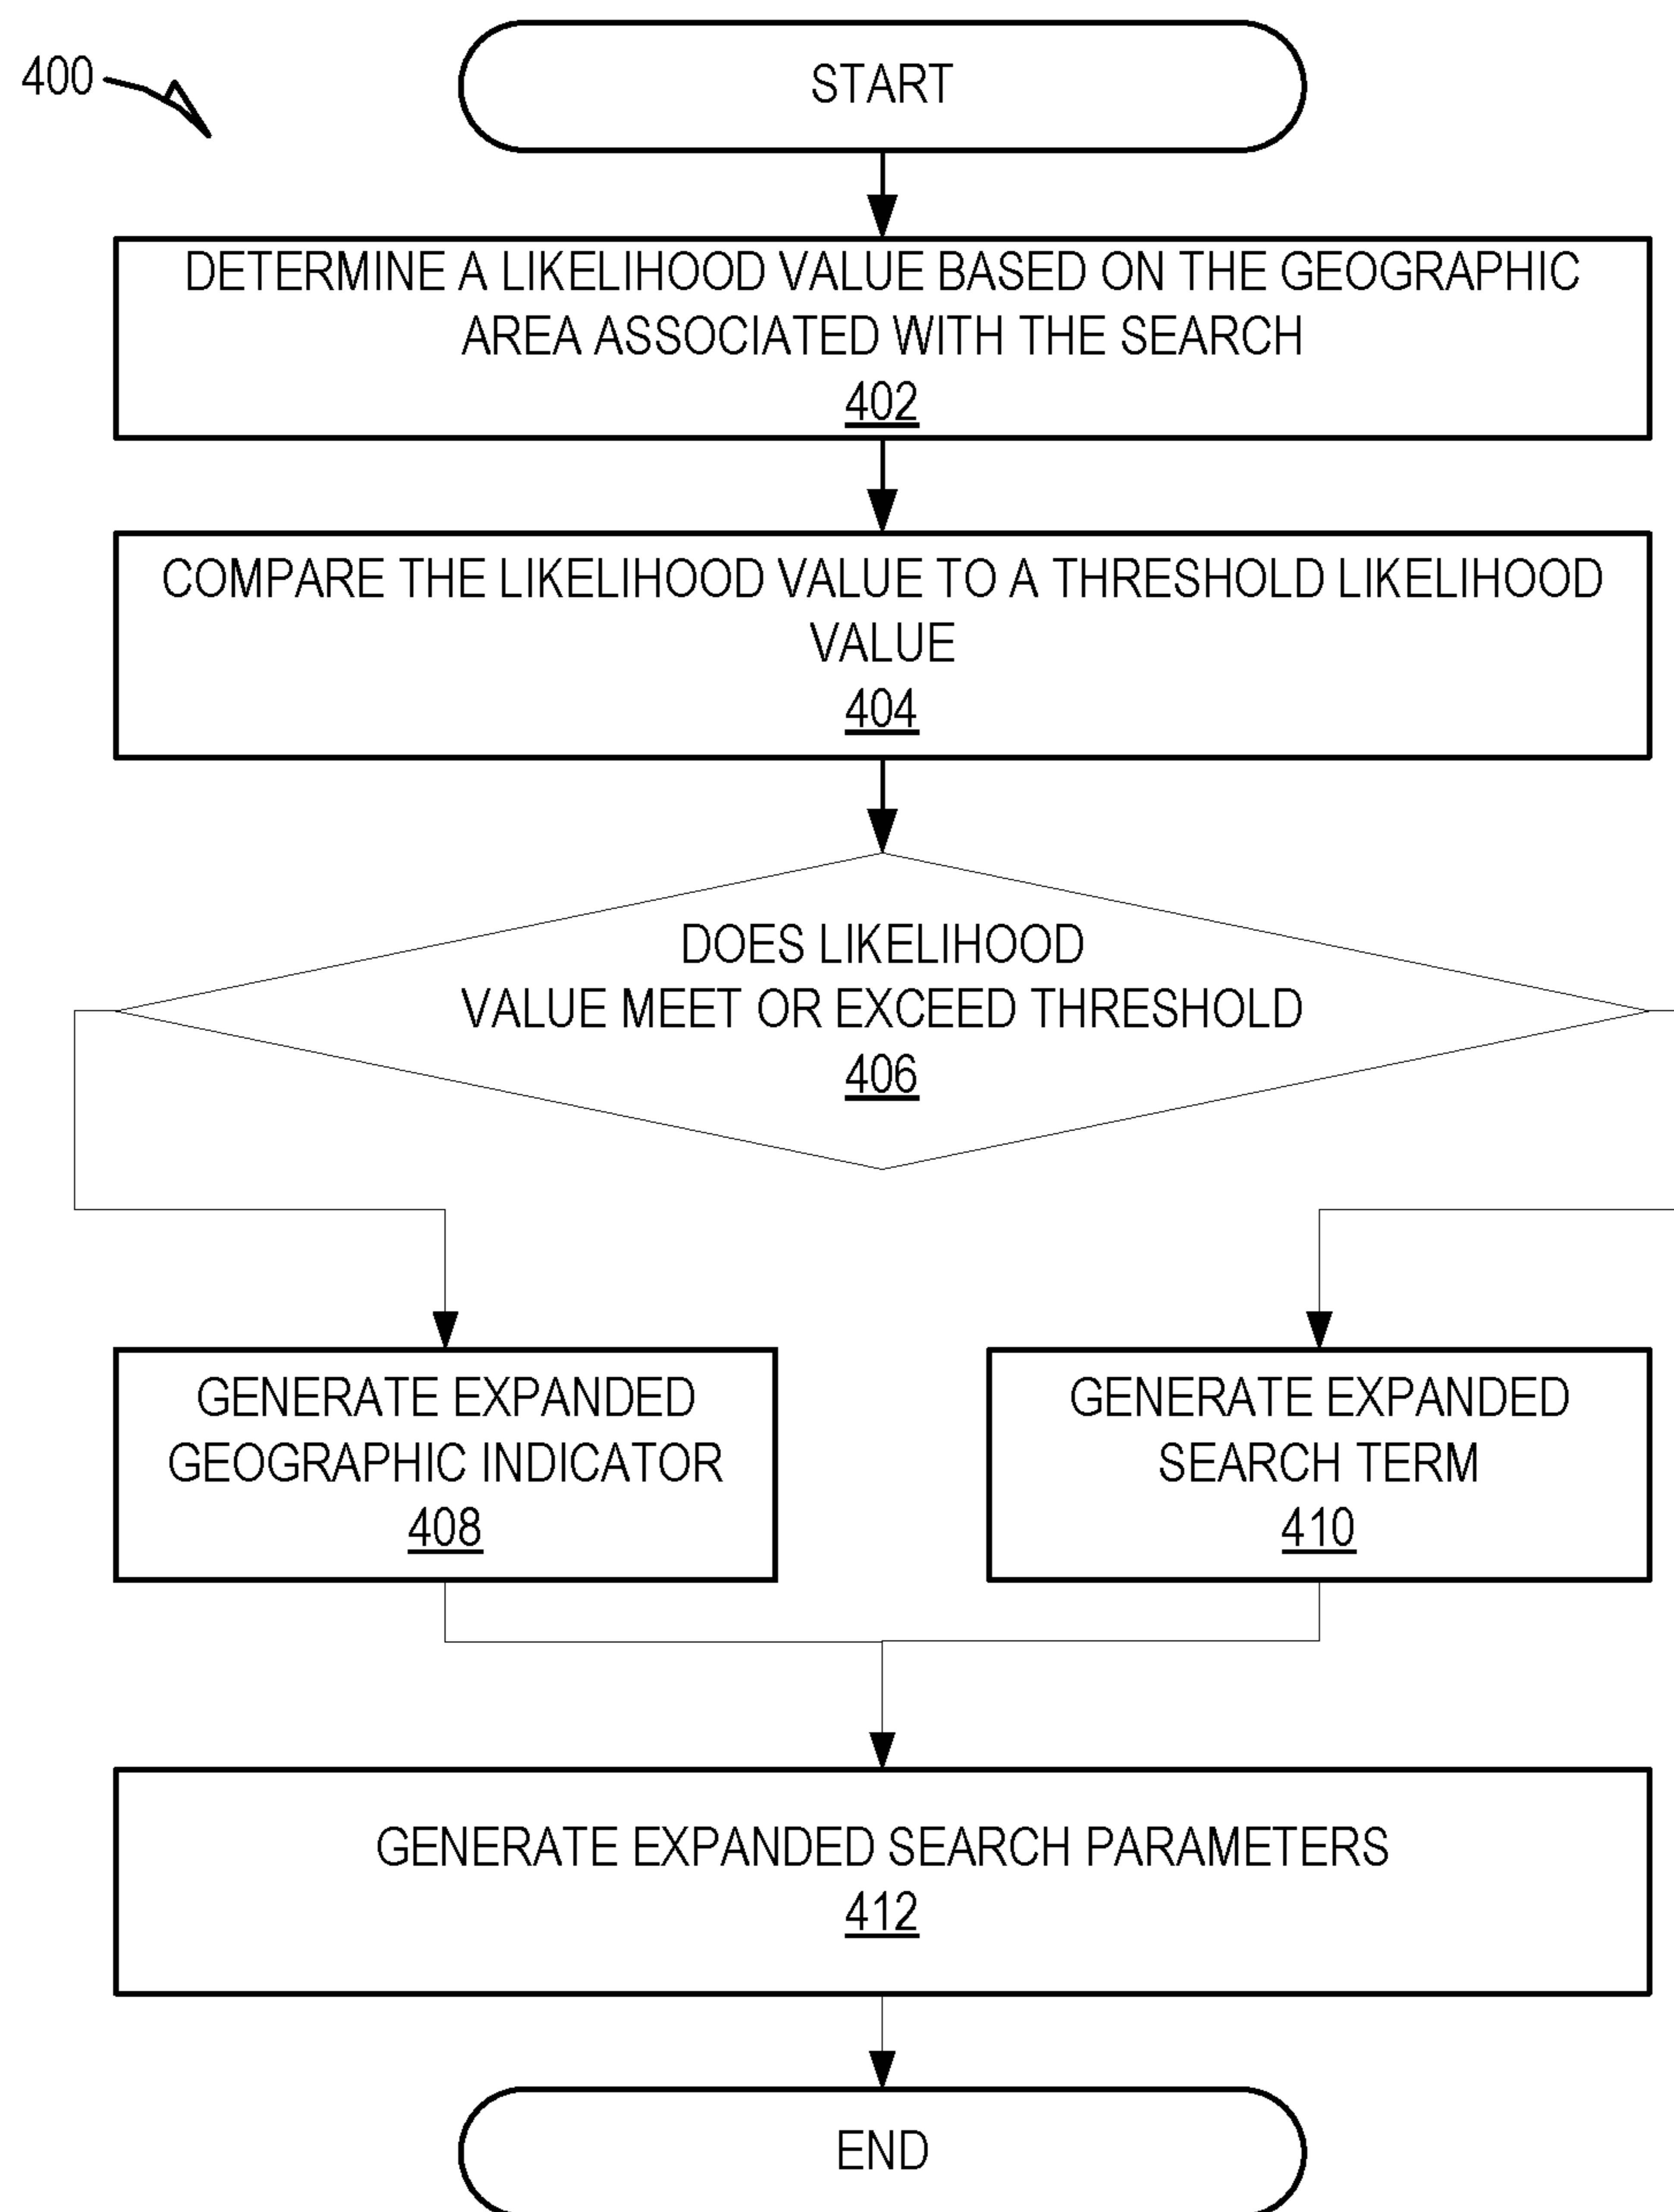 400
START
DETERMINE A LIKELIHOOD VALUE BASED ON THE GEOGRAPHIC
AREA ASSOCIATED WITH THE SEARCH
402
COMPARE THE LIKELIHOOD VALUE TO A THRESHOLD LIKELIHOOD
VALUE
404
DOES LIKELIHOOD
VALUE MEET OR EXCEED THRESHOLD
406
GENERATE EXPANDED
GEOGRAPHIC INDICATOR
408
GENERATE EXPANDED
SEARCH TERM
410
GENERATE EXPANDED SEARCH PARAMETERS
412
END